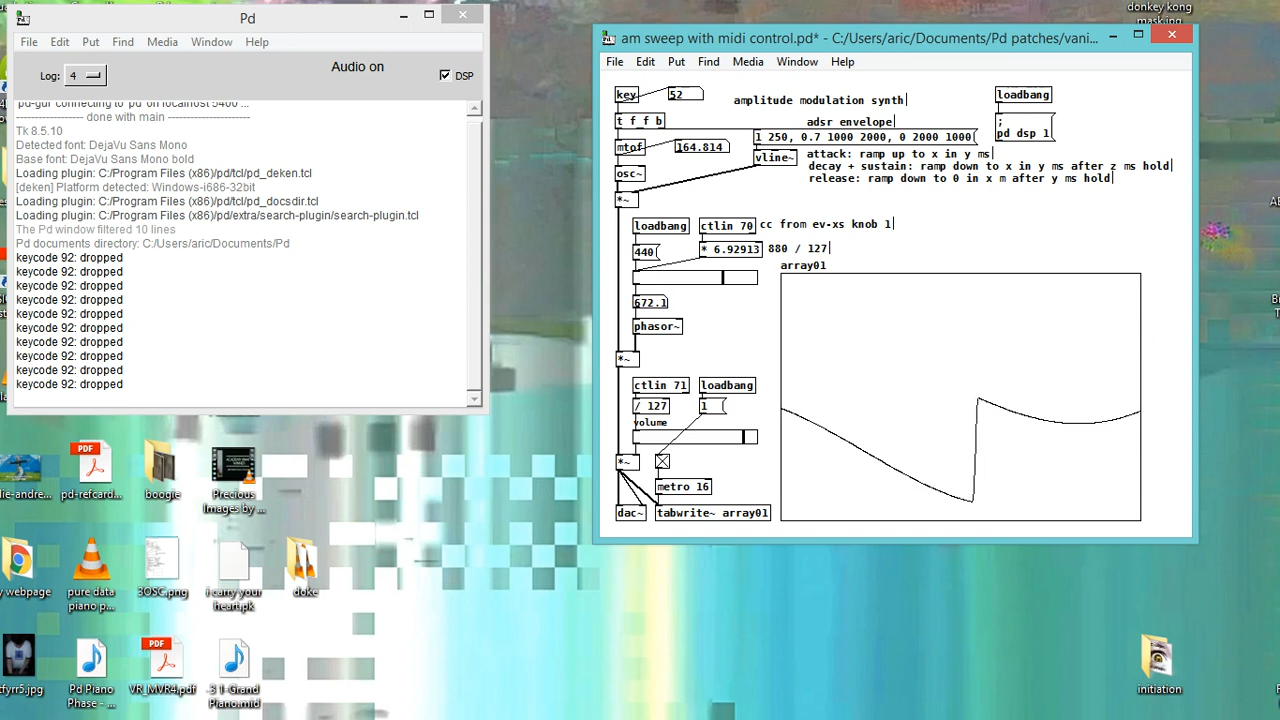 Pd
File Edit Put Find Media Window Help
Log: 4
Audio on
DSP
done with main
Tk 8.5.10
Detected font: DejaVu Sans Mono
Base font: DejaVu Sans Mono bold
Loading plugin: C:/Program Files (x86)/pd/tcl/pd_deken.tcl
[deken] Platform detected: Windows-i686-32bit
Loading plugin: C:/Program Files (x86)/pd/tcl/pd_docsdir.tcl
Loading plugin: C:/Program Files (x86)/pd/extra/search-plugin/search-plugin.tcl
The Pd window filtered 10 lines
Pd documents directory: C:/Users/aric/Documents/Pd
keycode 92: dropped
keycode 92: dropped
keycode 92: dropped
keycode 92: dropped
keycode 92: dropped
keycode 92: dropped
keycode 92: dropped
keycode 92: dropped
keycode 92: dropped
keycode 92: dropped
donkey kong
mask.jpg
am sweep with midi control.pd* - C:/Users/aric/Documents/Pd patches/vani...
File Edit Put Find Media Window Help
key
52
amplitude modulation synth
loadbang
t f f b
adsr envelope
;
pd dsp 1
mtof
164.814
1 250, 0.7 1000 2000, 0 2000 1000
vline~
attack: ramp up to x in y ms
decay + sustain: ramp down to x in y ms after z ms hold
release: ramp down to 0 in x m after y ms hold
osc~
*~
loadbang
ctlin 70
cc from ev-xs knob 1
440
* 6.92913
880 / 127
array01
672.1
phasor~
*~
ctlin 71
loadbang
/ 127
1
volume
*~
metro 16
dac~
tabwrite~ array01
lie-andre...
pd-refcard...
boogie
Precious
Images by ...
webpage
pure data
piano p...
3OSC.png
i carry your
heart.pk
doke
tfyrr5.jpg
Pd Piano
Phase - ...
VR_MVR4.pdf
3 1-Grand
Piano.mid
initiation